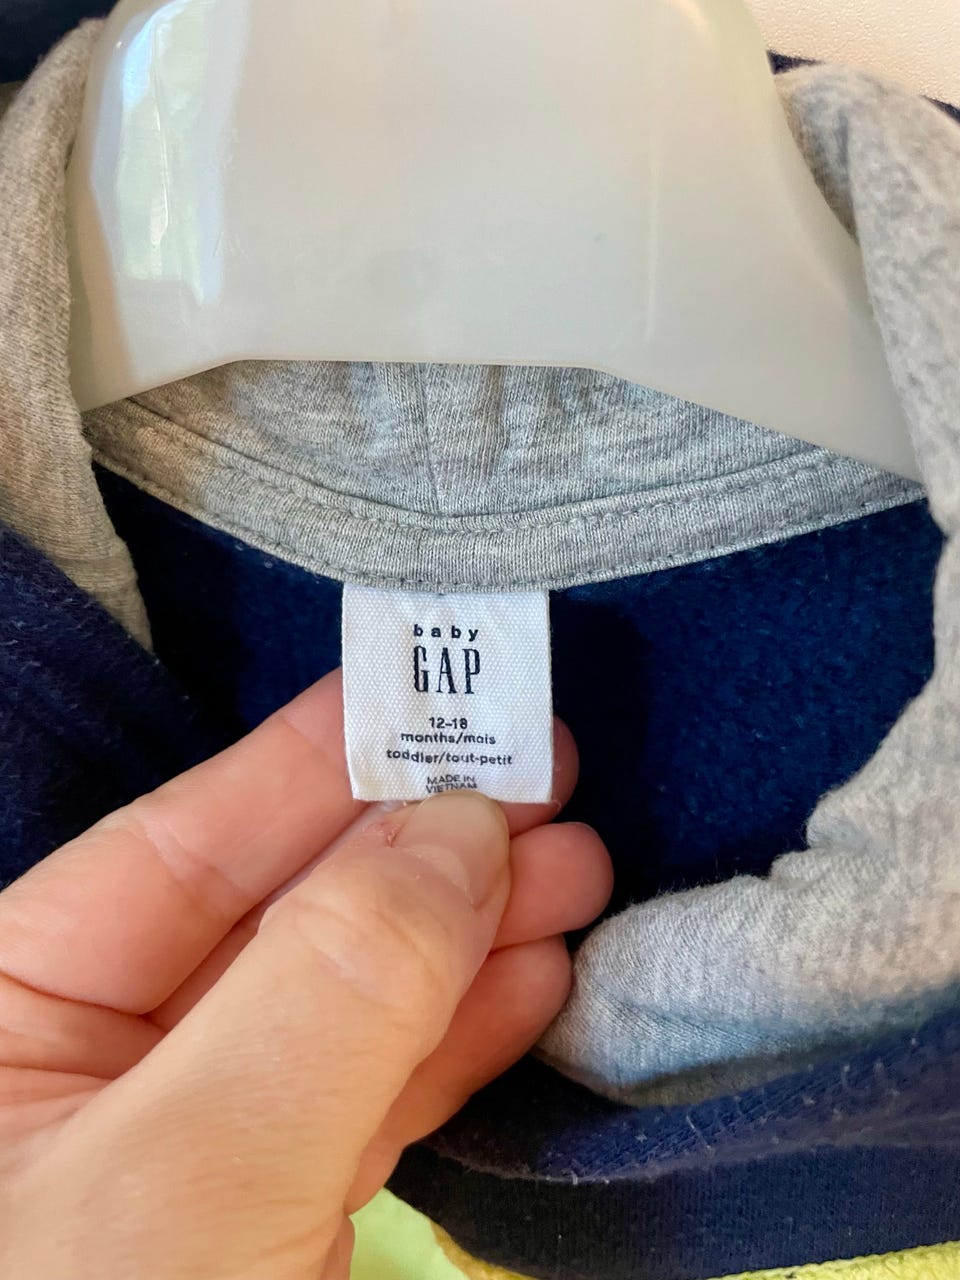 baby
GAP
12-18
months/mois
toddler/tout-petit
MADE IN
VIETNAM